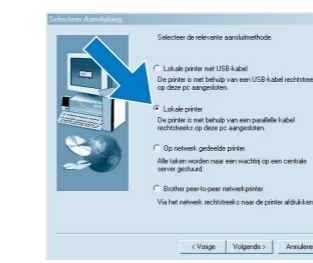 Selecteer Aansluiting.
Selecteer de relevante aansluitmethode.
Lokale printer met USB-kabel
De printer is met behulp van een USB-kabel rechtstree
op deze pc aangesloten.
Lokale printer
De printer is met behulp van een parallelle kabel
rechtstreeks op deze pc aangesloten.
Op netwerk gedeelde printer
Alle taken worden naar een wachtrij op een centrale
server gestuurd.
Brother peer-to-peer netwerkprinter
Via het netwerk rechtstreeks naar de printer afdrukken
< Vorige Volgende > Annuleren